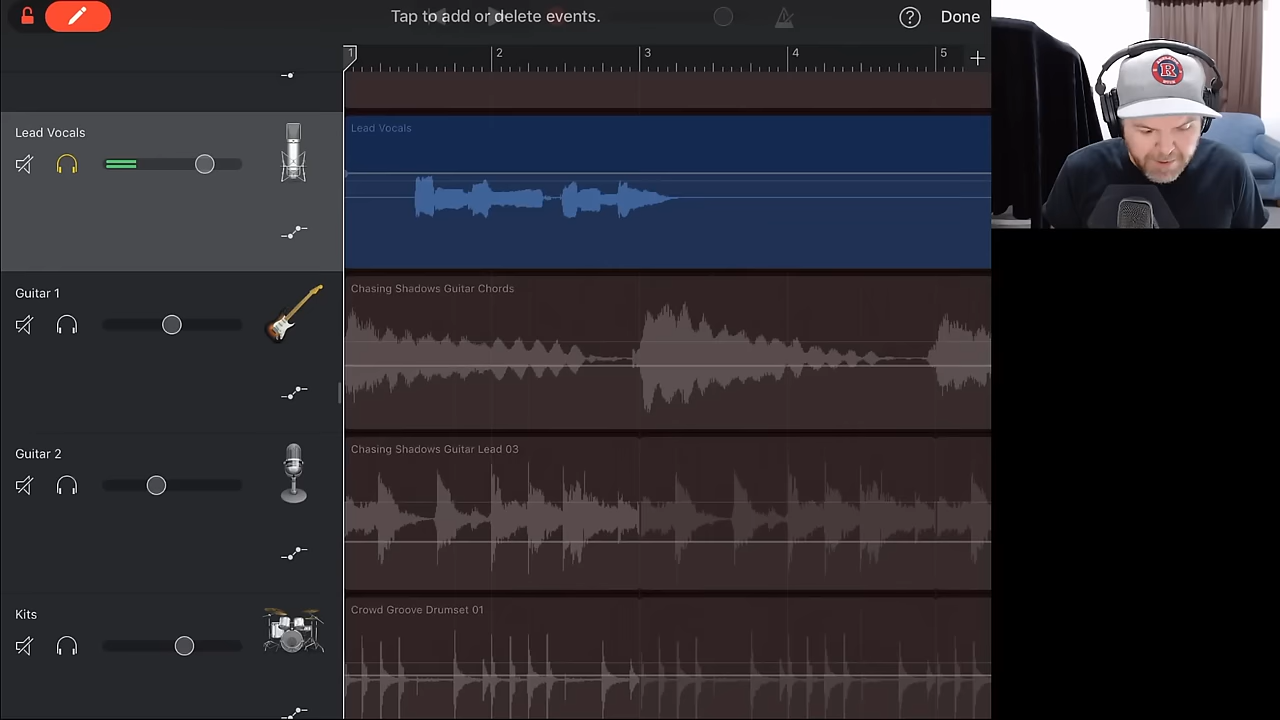 Tap to add or delete events.
? Done
1 2 3 4 5 +
Lead Vocals
Lead Vocals
Guitar 1
Chasing Shadows Guitar Chords
Guitar 2
Chasing Shadows Guitar Lead 03
Kits
Crowd Groove Drumset 01
R